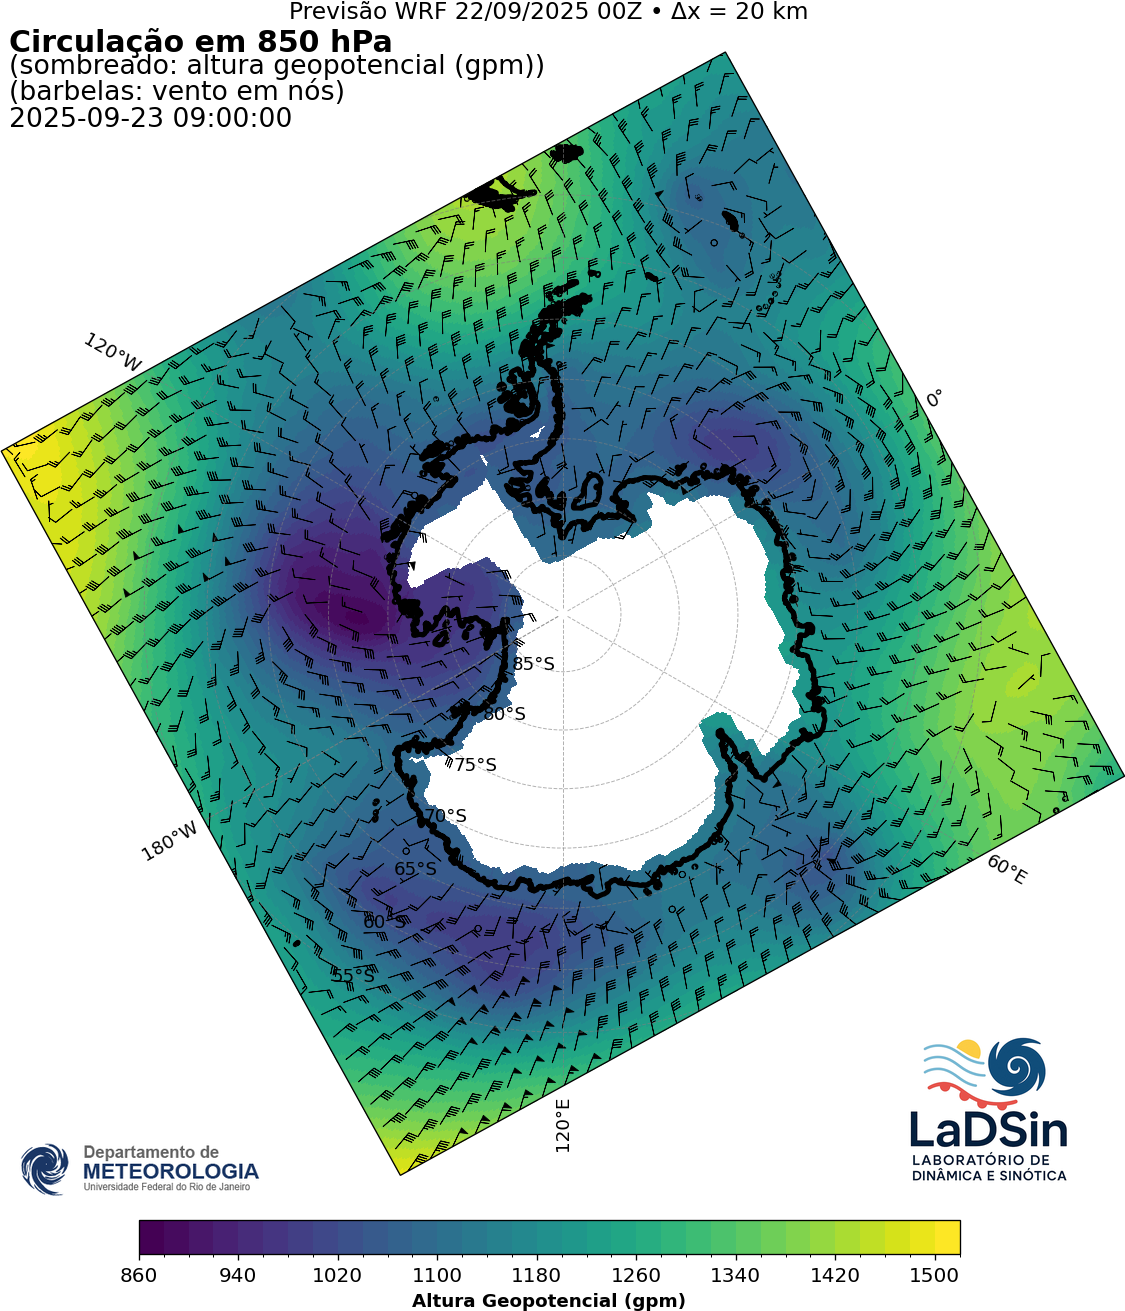 Previsão WRF 22/09/2025 00Z • Δx = 20 km
Circulação em 850 hPa
(sombreado: altura geopotencial (gpm))
(barbelas: vento em nós)
2025-09-23 09:00:00
120°W
0°
85°S
80°S
75°S
70°S
65°S
60°S
55°S
180°W
60°E
120°E
LaDSin
LABORATÓRIO DE
DINÂMICA E SINÓTICA
Departamento de
METEOROLOGIA
Universidade Federal do Rio de Janeiro
860 940 1020 1100 1180 1260 1340 1420 1500
Altura Geopotencial (gpm)